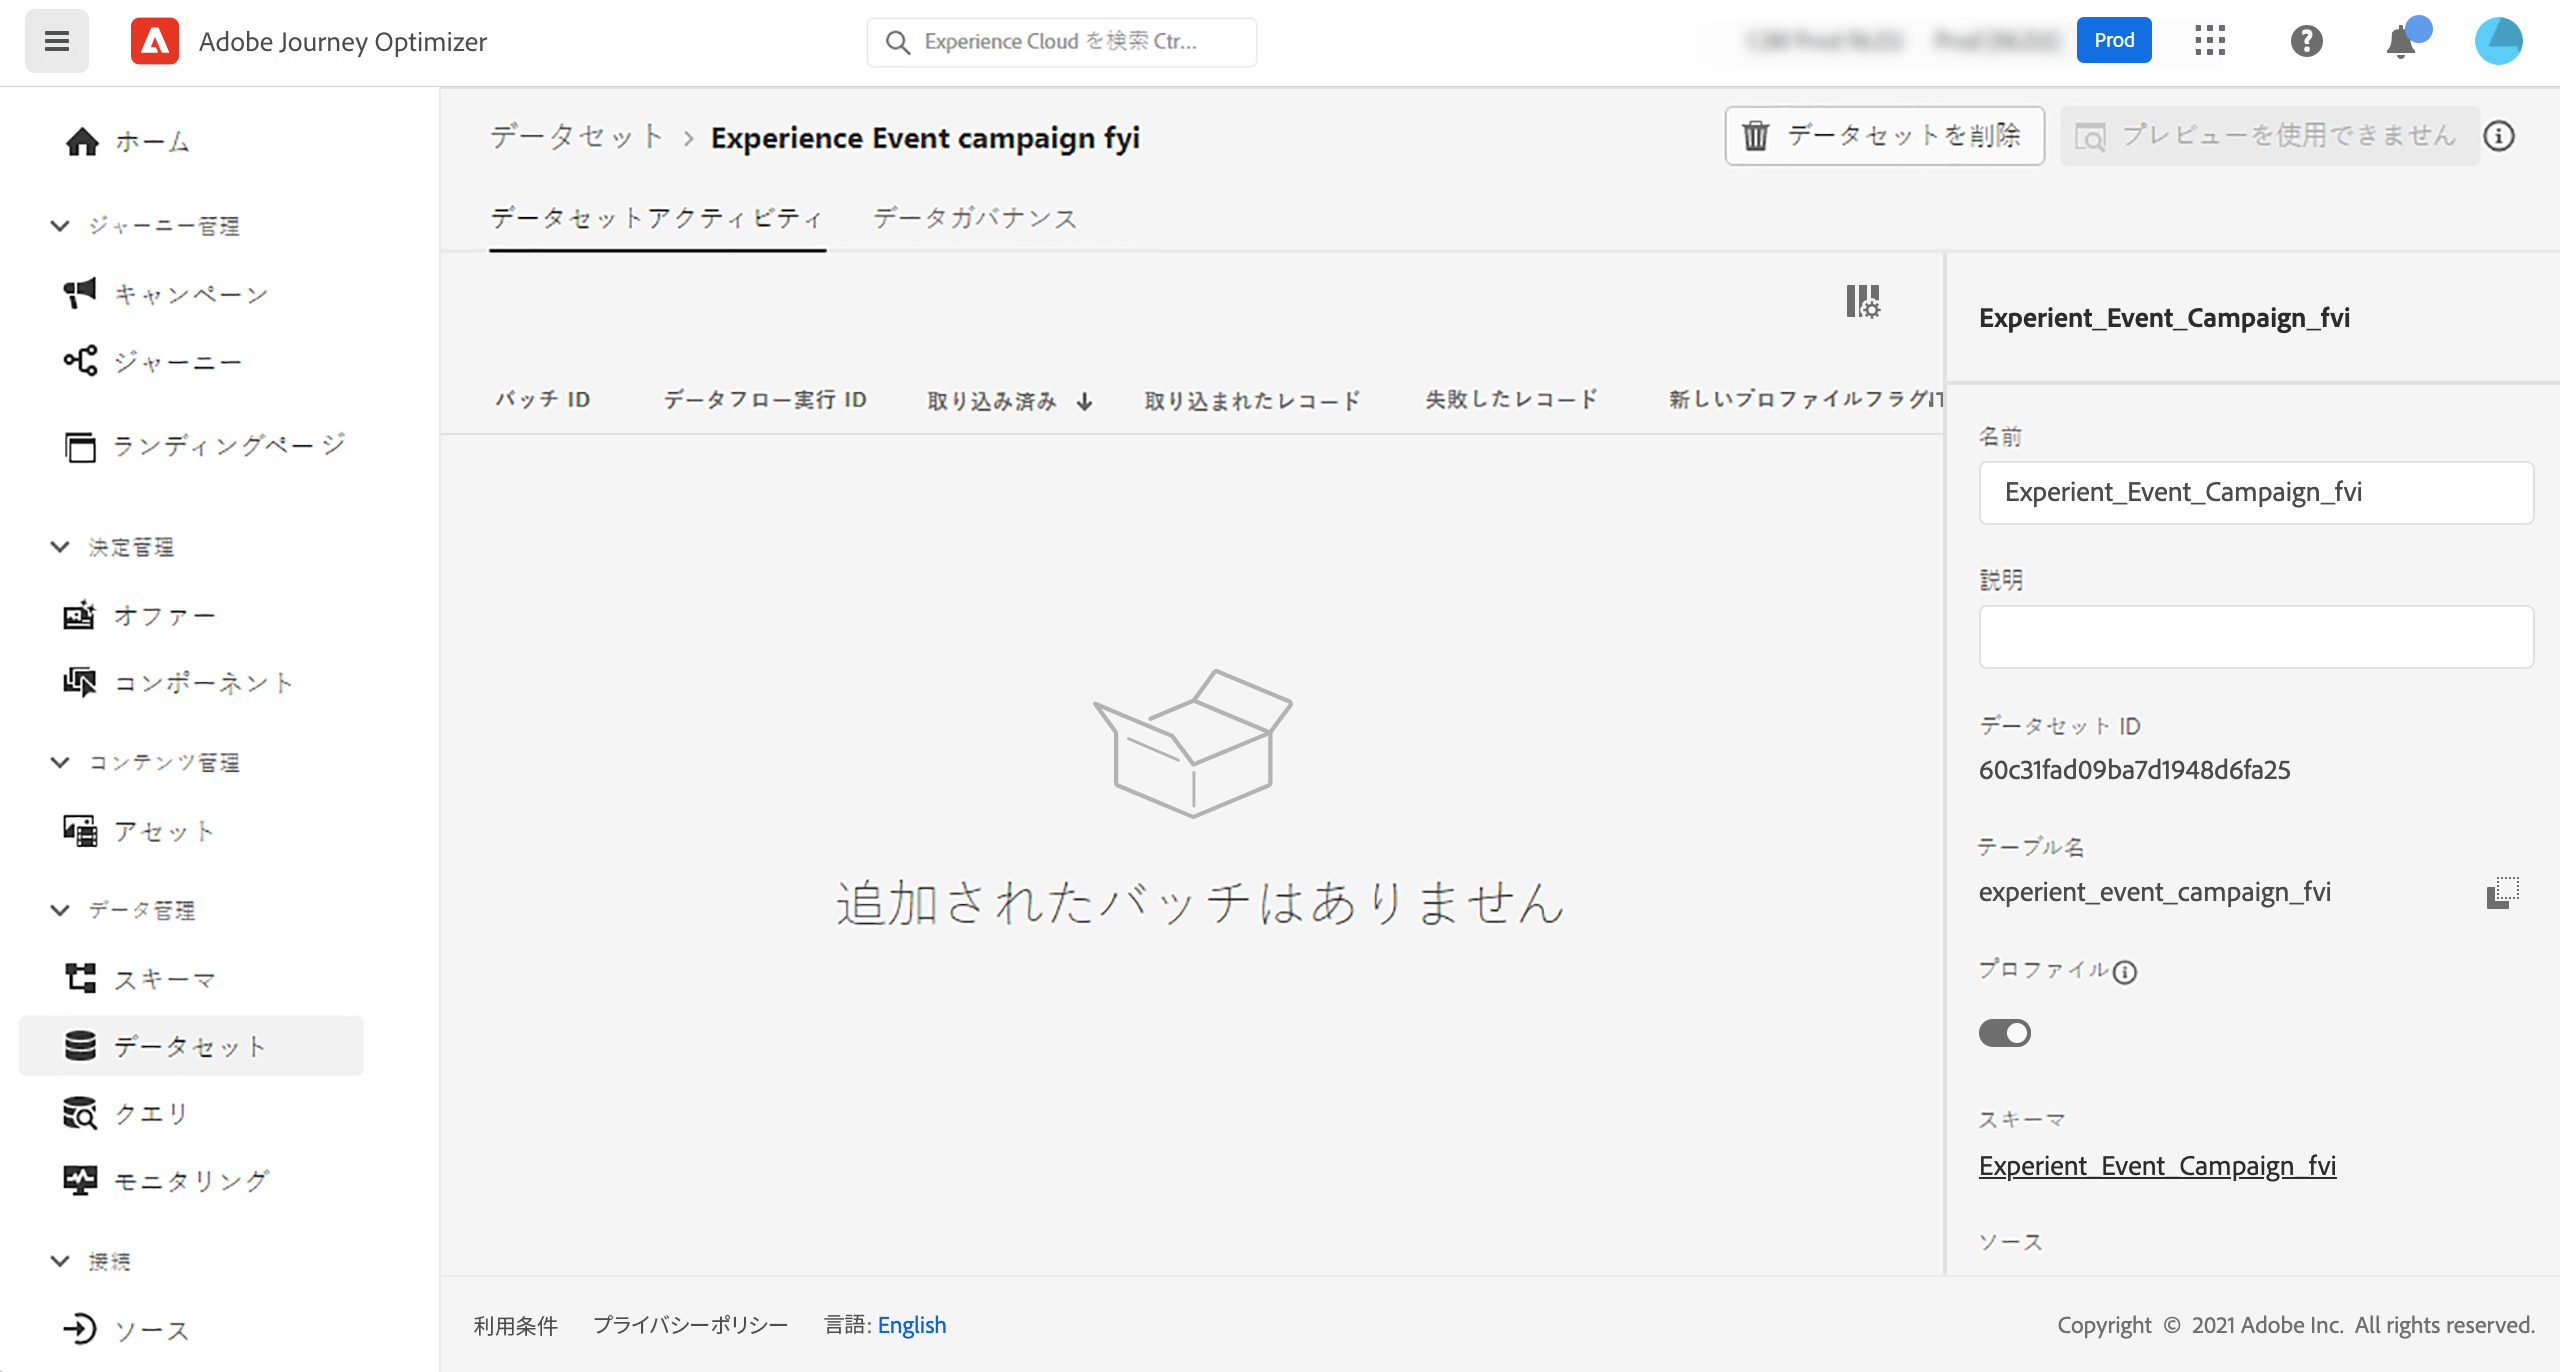 Adobe Journey Optimizer
Experience Cloud を検索 Ctr...
Prod
ホーム
ジャーニー管理
キャンペーン
ジャーニー
ランディングページ
決定管理
オファー
コンポーネント
コンテンツ管理
アセット
データ管理
スキーマ
データセット
クエリ
モニタリング
接続
ソース
データセット > Experience Event campaign fyi
データセットを削除
プレビューを使用できません
データセットアクティビティ
データガバナンス
バッチ ID
データフロー実行 ID
取り込み済み
取り込まれたレコード
失敗したレコード
新しいプロファイルフラグ
追加されたバッチはありません
Experient_Event_Campaign_fvi
名前
Experient_Event_Campaign_fvi
説明
データセット ID
60c31fad09ba7d1948d6fa25
テーブル名
experient_event_campaign_fvi
プロファイル
スキーマ
Experient_Event_Campaign_fvi
ソース
利用条件
プライバシーポリシー
言語: English
Copyright © 2021 Adobe Inc. All rights reserved.